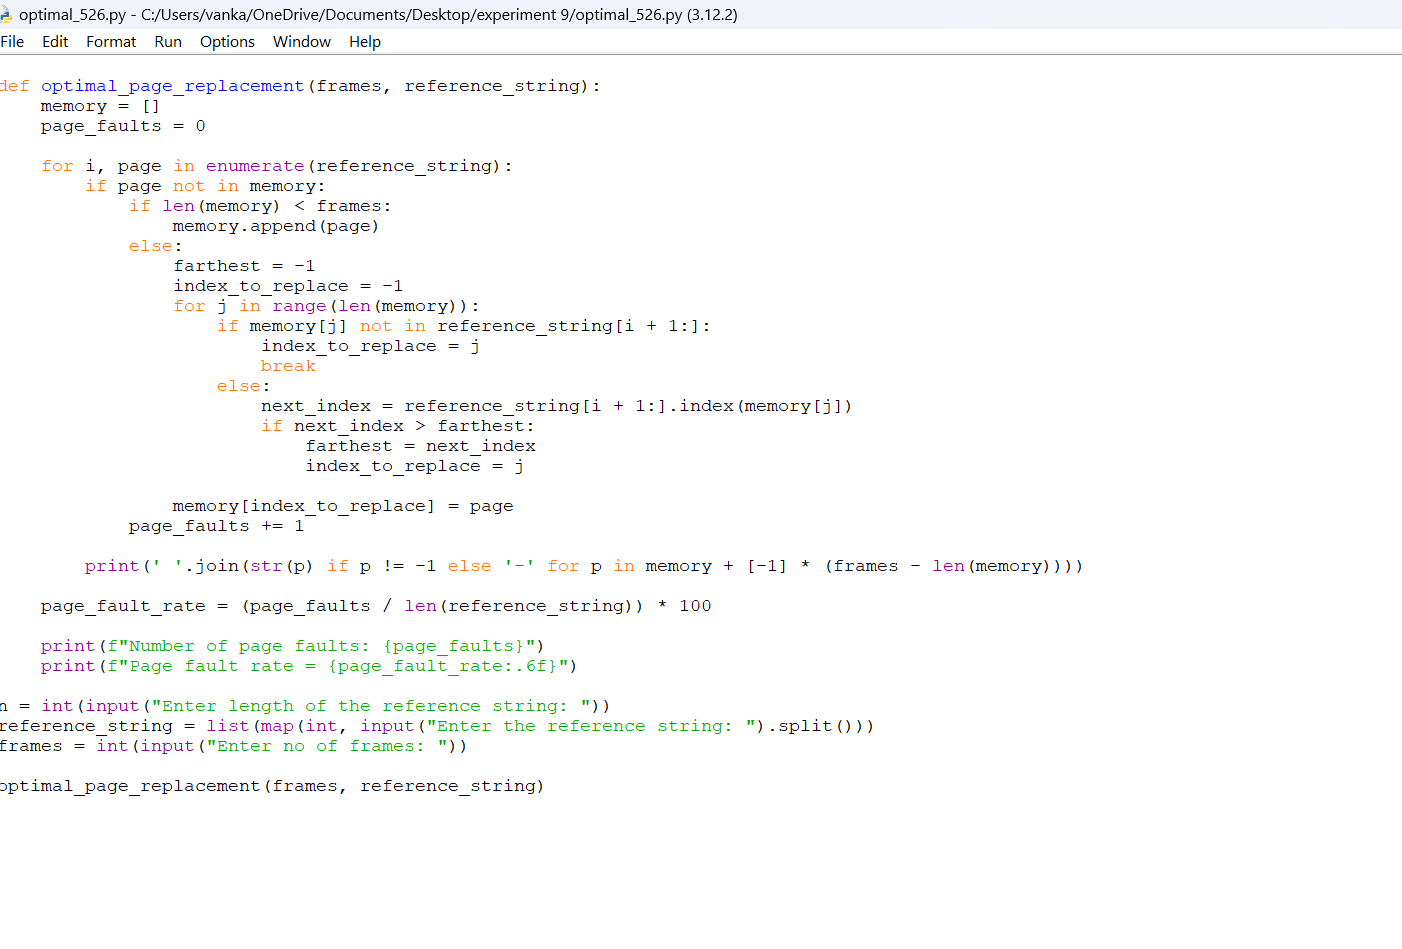 optimal_526.py - C:/Users/vanka/OneDrive/Documents/Desktop/experiment 9/optimal_526.py (3.12.2)
File Edit Format Run Options Window Help
def optimal_page_replacement(frames, reference_string):
    memory = []
    page_faults = 0

    for i, page in enumerate(reference_string):
        if page not in memory:
            if len(memory) < frames:
                memory.append(page)
            else:
                farthest = -1
                index_to_replace = -1
                for j in range(len(memory)):
                    if memory[j] not in reference_string[i + 1:]:
                        index_to_replace = j
                        break
                    else:
                        next_index = reference_string[i + 1:].index(memory[j])
                        if next_index > farthest:
                            farthest = next_index
                            index_to_replace = j

                memory[index_to_replace] = page
            page_faults += 1

        print(' '.join(str(p) if p != -1 else '-' for p in memory + [-1] * (frames - len(memory))))

    page_fault_rate = (page_faults / len(reference_string)) * 100

    print(f"Number of page faults: {page_faults}")
    print(f"Page fault rate = {page_fault_rate:.6f}")

n = int(input("Enter length of the reference string: "))
reference_string = list(map(int, input("Enter the reference string: ").split()))
frames = int(input("Enter no of frames: "))

optimal_page_replacement(frames, reference_string)